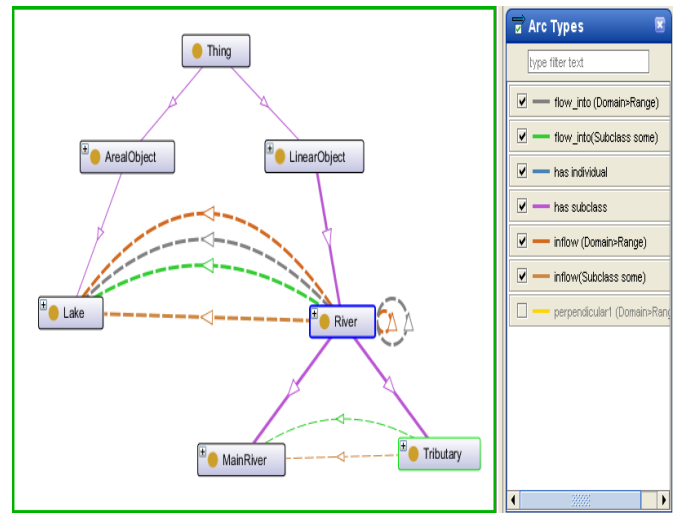 Thing
ArealObject
LinearObject
Lake
River
MainRiver
Tributary
Arc Types
type filter text
flow_into (Domain>Range)
flow_into(Subclass some)
has individual
has subclass
inflow (Domain>Range)
inflow(Subclass some)
perpendicular1 (Domain>Rang